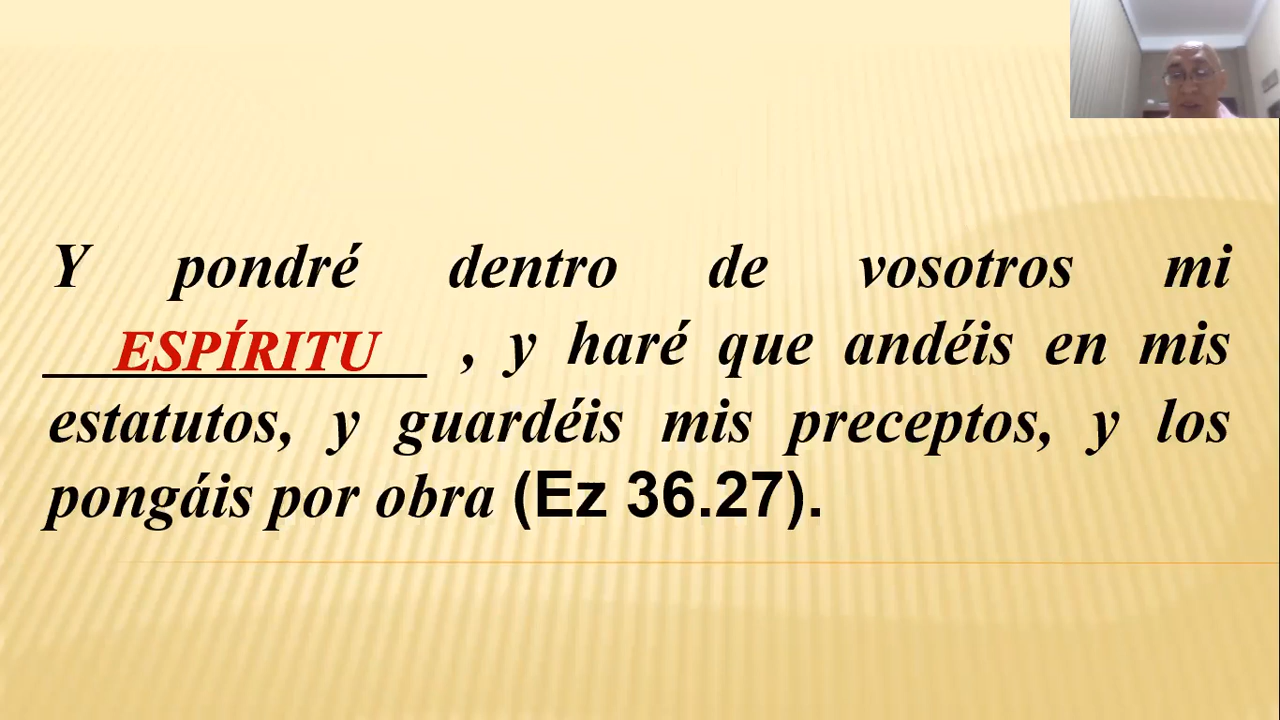 Y pondré dentro de vosotros mi
ESPÍRITU , y haré que andéis en mis
estatutos, y guardéis mis preceptos, y los
pongáis por obra (Ez 36.27).